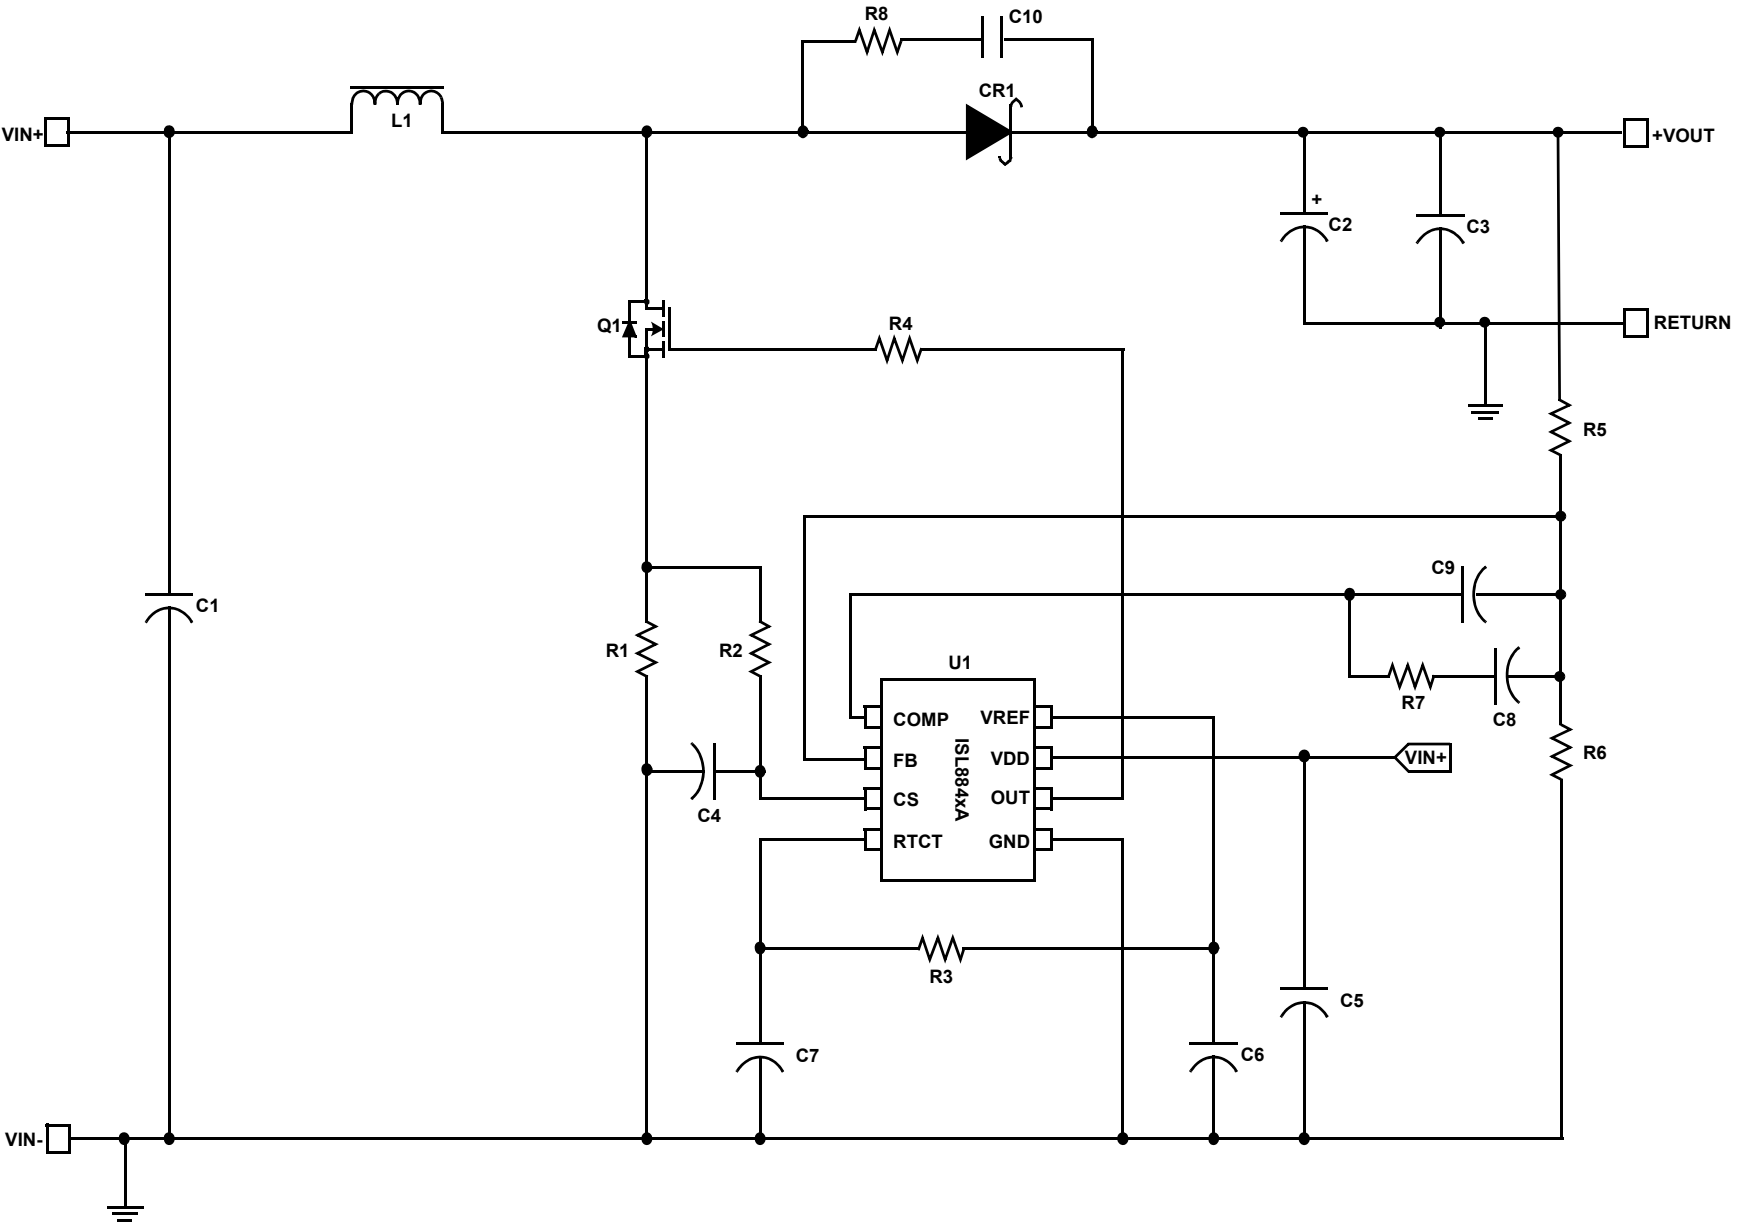 R8
C10
CR1
L1
VIN+
+VOUT
+
C2
C3
Q1
R4
RETURN
R5
C9
C1
R1
R2
U1
R7
C8
COMP
VREF
FB
VDD
VIN+
R6
CS
OUT
C4
RTCT
GND
ISL884xA
R3
C5
C7
C6
VIN-